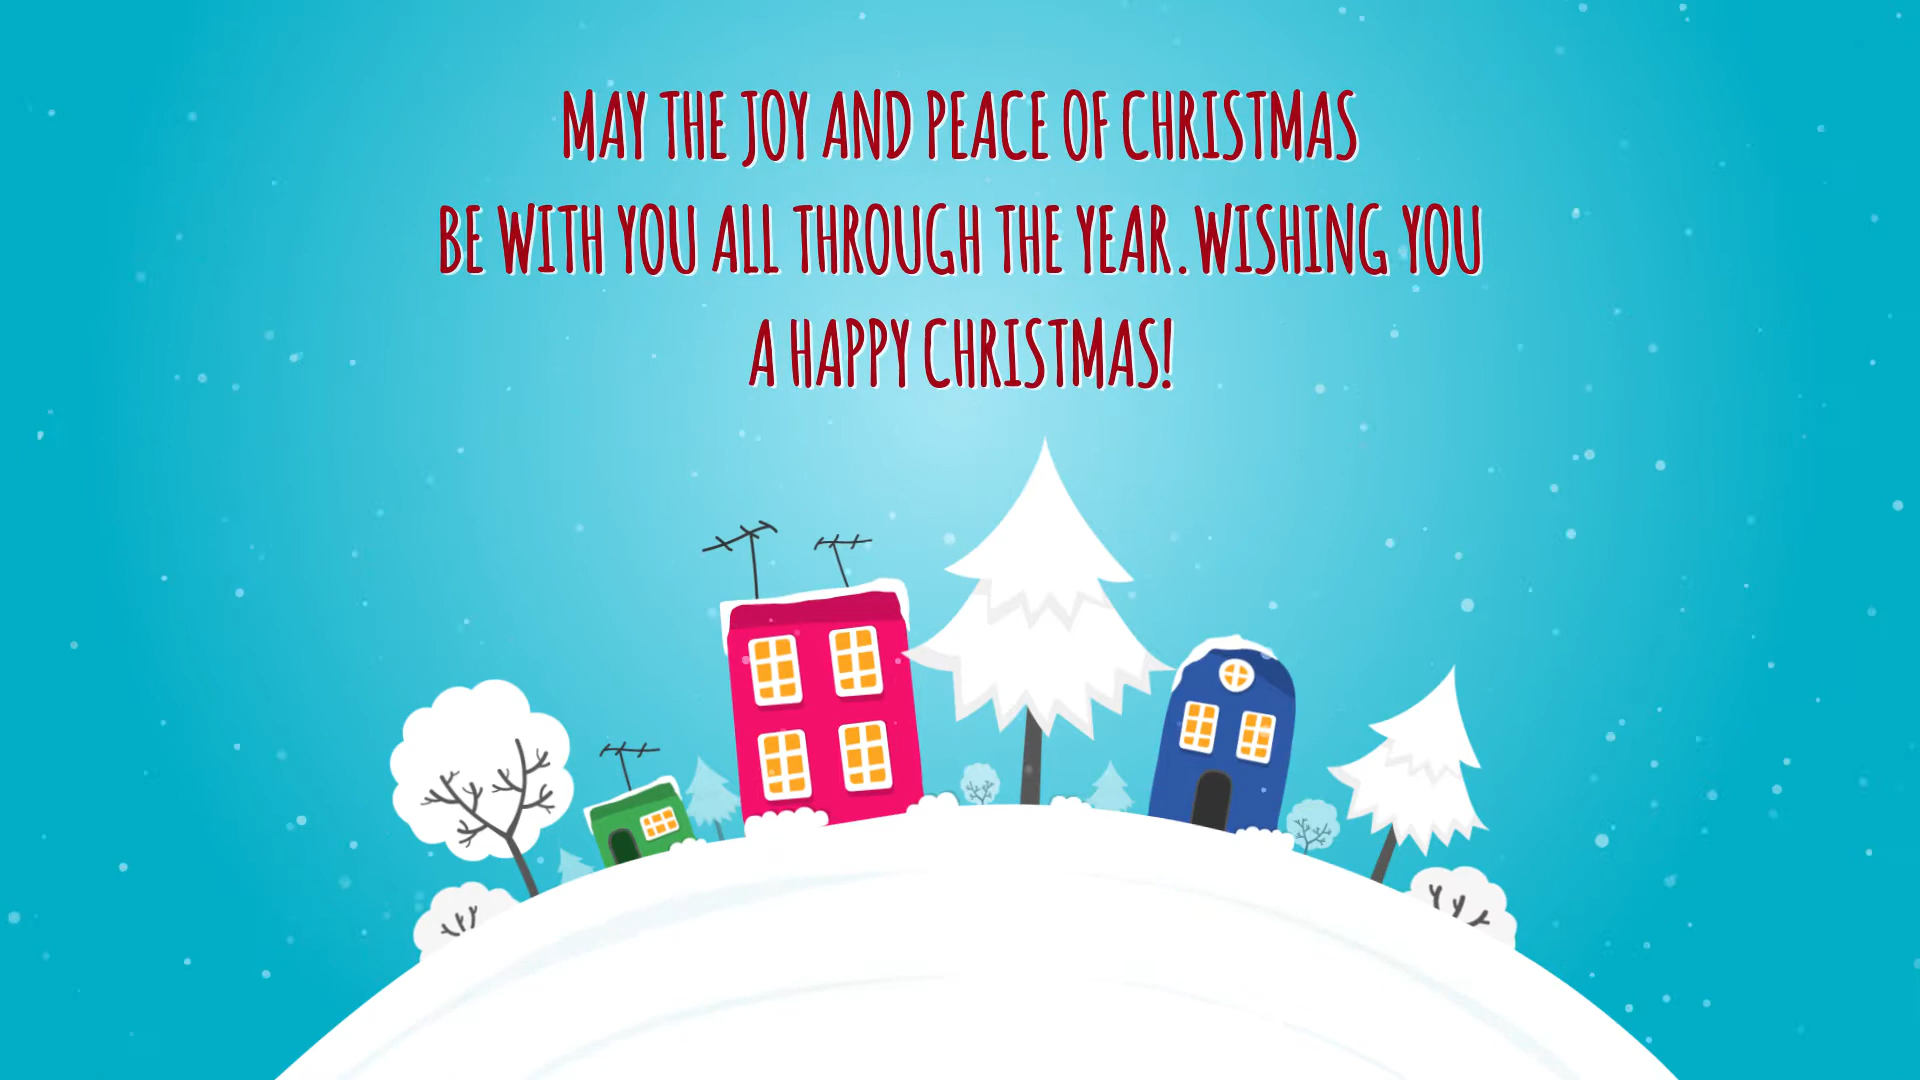 MAY THE JOY AND PEACE OF CHRISTMAS
BE WITH YOU ALL THROUGH THE YEAR. WISHING YOU
A HAPPY CHRISTMAS!